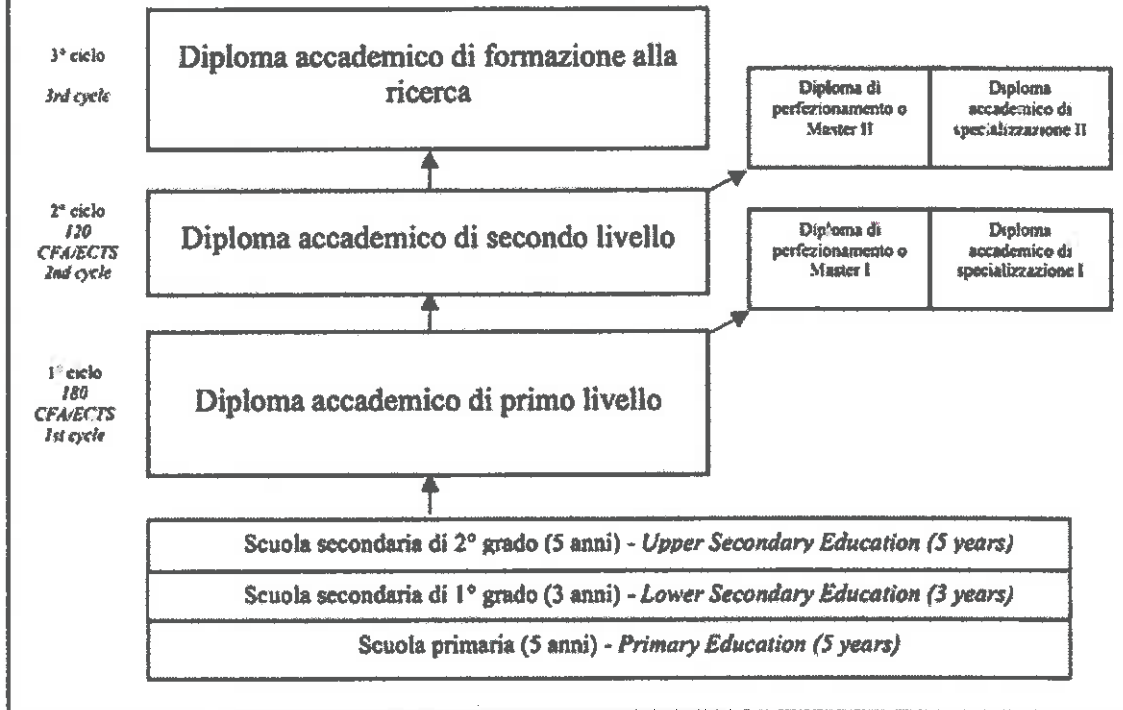 3° ciclo
3rd cycle
Diploma accademico di formazione alla
ricerca
Diploma di
perfezionamento o
Master II
Diploma
accademico di
specializzazione II
2° ciclo
120
CFA/ECTS
2nd cycle
Diploma accademico di secondo livello
Diploma di
perfezionamento o
Master I
Diploma
accademico di
specializzazione I
1° ciclo
180
CFA/ECTS
1st cycle
Diploma accademico di primo livello
Scuola secondaria di 2° grado (5 anni) - Upper Secondary Education (5 years)
Scuola secondaria di 1° grado (3 anni) - Lower Secondary Education (3 years)
Scuola primaria (5 anni) - Primary Education (5 years)